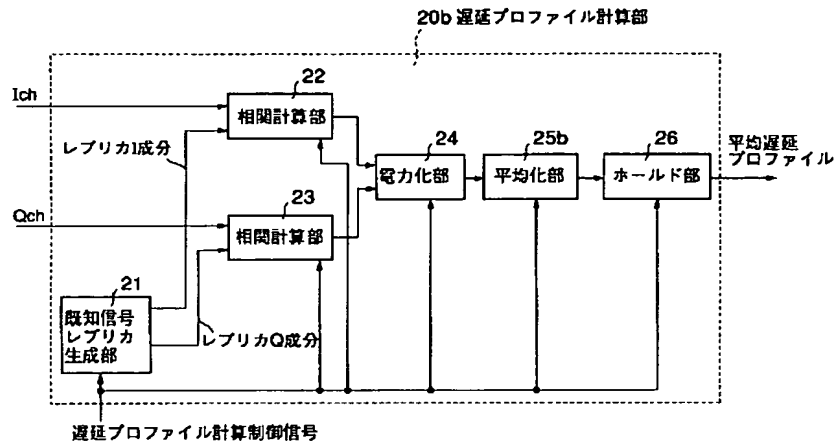 20b 遅延プロファイル計算部
Ich
22
相関計算部
レプリカI成分
24
電力化部
25b
平均化部
26
ホールド部
平均遅延
プロファイル
Qch
23
相関計算部
21
既知信号
レプリカ
生成部
レプリカQ成分
遅延プロファイル計算制御信号